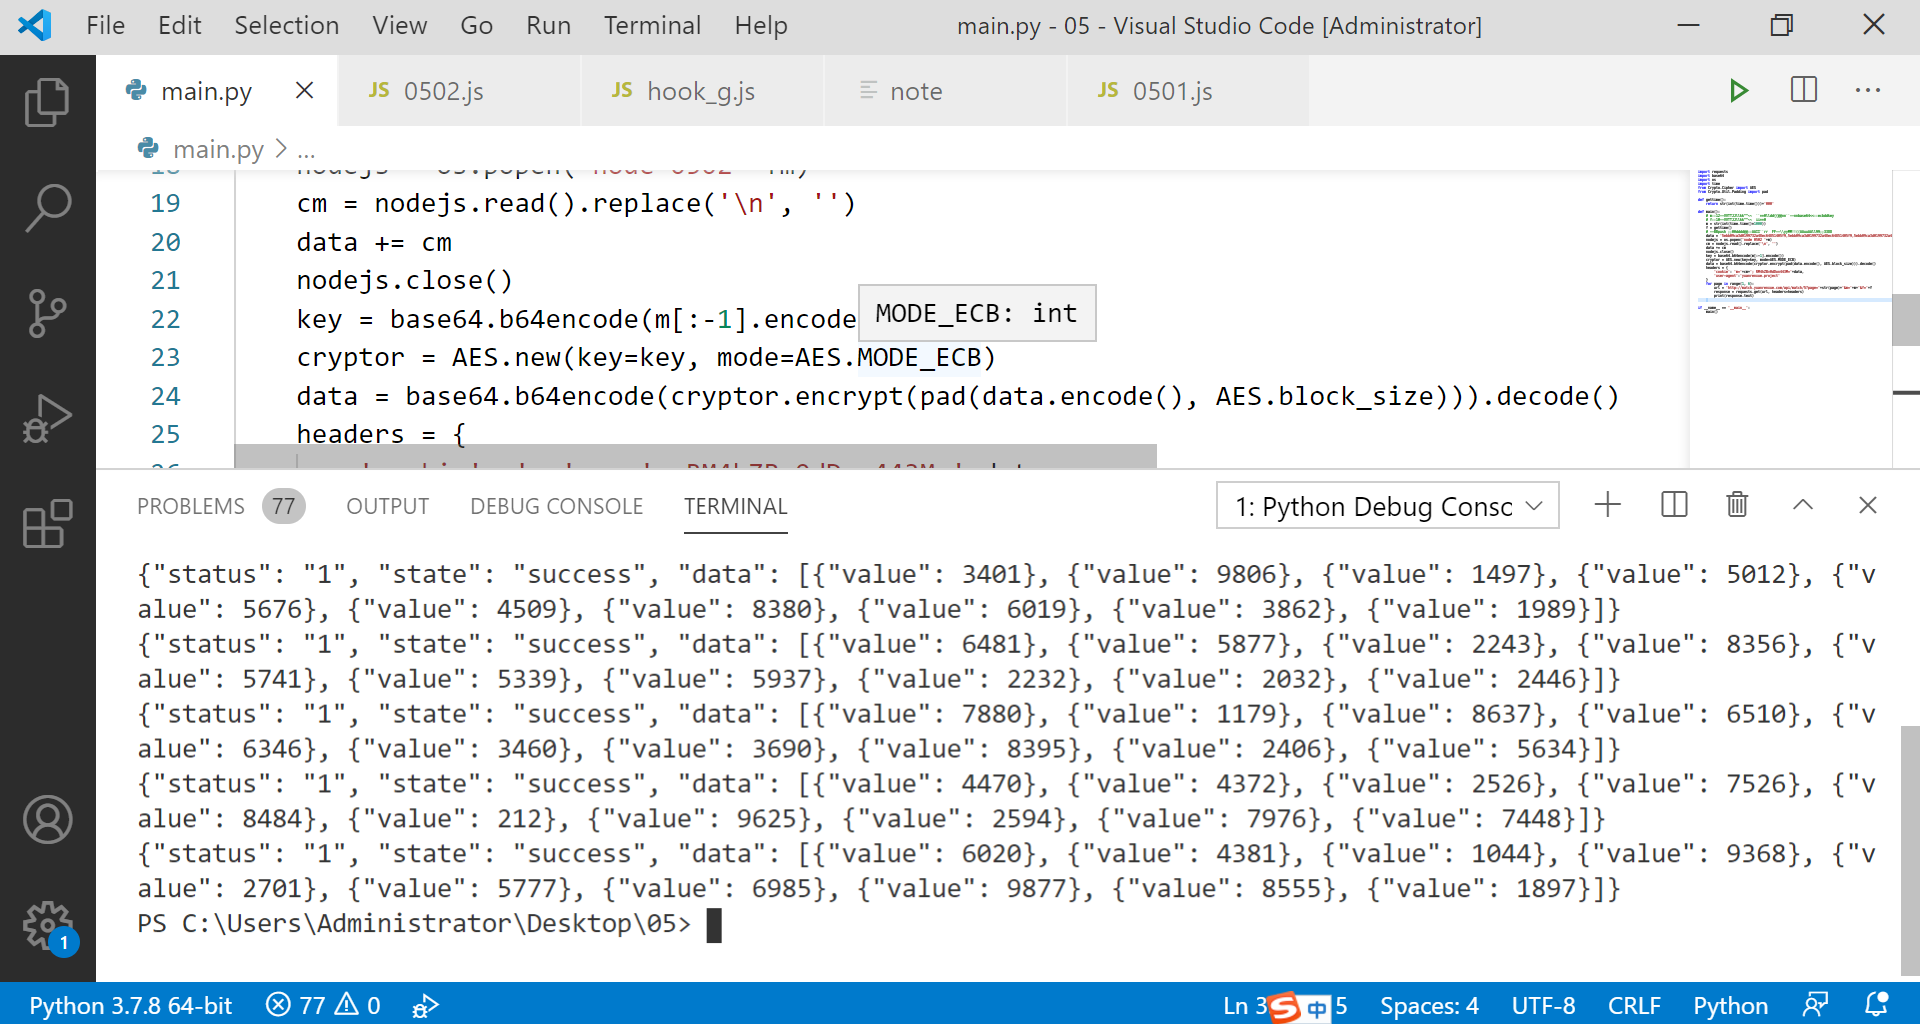 File Edit Selection View Go Run Terminal Help main.py - 05 - Visual Studio Code [Administrator]
main.py JS 0502.js JS hook_g.js note JS 0501.js
main.py > ...
19 cm = nodejs.read().replace('\n', '')
20 data += cm
21 nodejs.close()
22 key = base64.b64encode(m[:-1].encode
MODE_ECB: int
23 cryptor = AES.new(key=key, mode=AES.MODE_ECB)
24 data = base64.b64encode(cryptor.encrypt(pad(data.encode(), AES.block_size))).decode()
25 headers = {
PROBLEMS 77 OUTPUT DEBUG CONSOLE TERMINAL 1: Python Debug Consc
{"status": "1", "state": "success", "data": [{"value": 3401}, {"value": 9806}, {"value": 1497}, {"value": 5012}, {"v
alue": 5676}, {"value": 4509}, {"value": 8380}, {"value": 6019}, {"value": 3862}, {"value": 1989}]}
{"status": "1", "state": "success", "data": [{"value": 6481}, {"value": 5877}, {"value": 2243}, {"value": 8356}, {"v
alue": 5741}, {"value": 5339}, {"value": 5937}, {"value": 2232}, {"value": 2032}, {"value": 2446}]}
{"status": "1", "state": "success", "data": [{"value": 7880}, {"value": 1179}, {"value": 8637}, {"value": 6510}, {"v
alue": 6346}, {"value": 3460}, {"value": 3690}, {"value": 8395}, {"value": 2406}, {"value": 5634}]}
{"status": "1", "state": "success", "data": [{"value": 4470}, {"value": 4372}, {"value": 2526}, {"value": 7526}, {"v
alue": 8484}, {"value": 212}, {"value": 9625}, {"value": 2594}, {"value": 7976}, {"value": 7448}]}
{"status": "1", "state": "success", "data": [{"value": 6020}, {"value": 4381}, {"value": 1044}, {"value": 9368}, {"v
alue": 2701}, {"value": 5777}, {"value": 6985}, {"value": 9877}, {"value": 8555}, {"value": 1897}]}
PS C:\Users\Administrator\Desktop\05>
1
Python 3.7.8 64-bit 77 0 Ln 3 S 中 5 Spaces: 4 UTF-8 CRLF Python